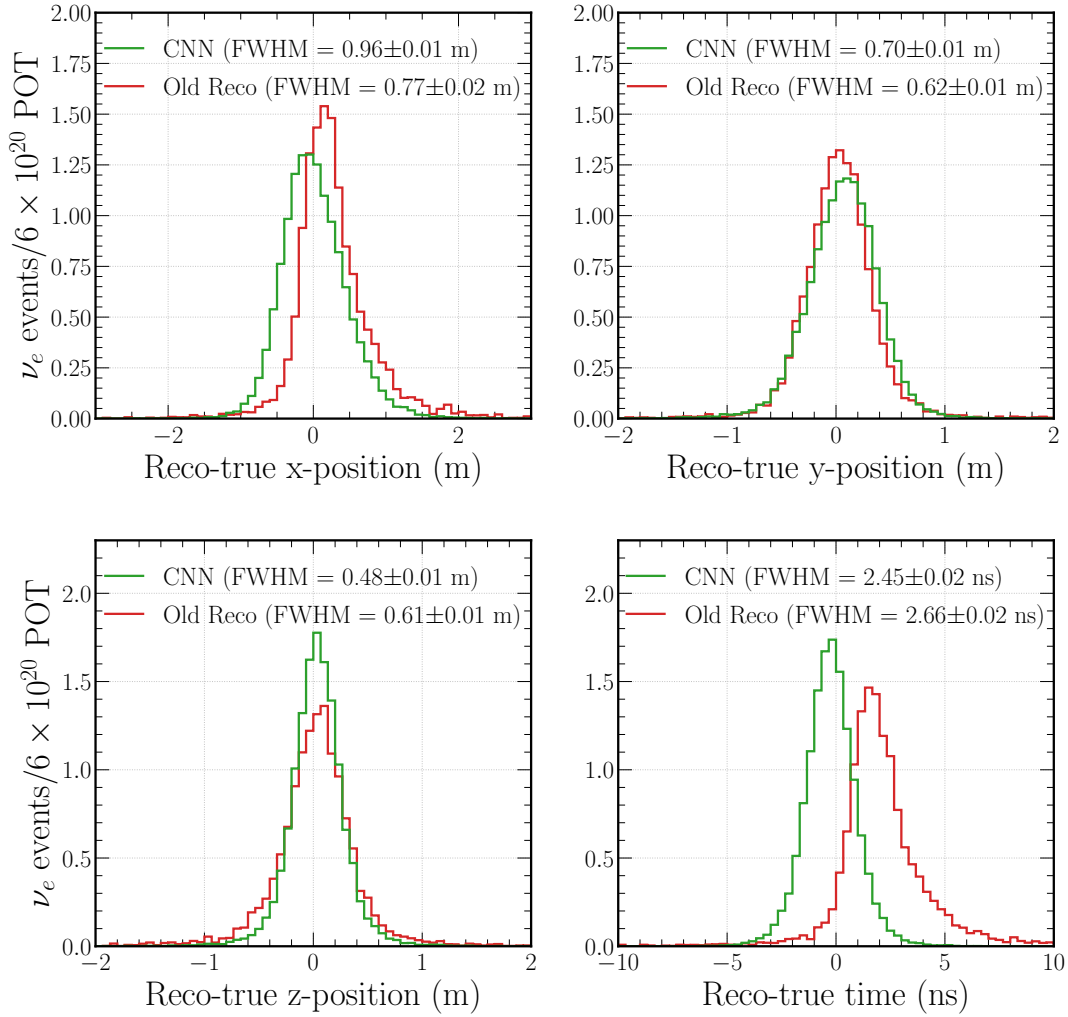 2.00
1.75
1.50
1.25
1.00
0.75
0.50
0.25
0.00
νe events/6 × 10²⁰ POT
CNN (FWHM = 0.96±0.01 m)
Old Reco (FWHM = 0.77±0.02 m)
−2 0 2
Reco-true x-position (m)
2.00
1.75
1.50
1.25
1.00
0.75
0.50
0.25
0.00
CNN (FWHM = 0.70±0.01 m)
Old Reco (FWHM = 0.62±0.01 m)
−2 −1 0 1 2
Reco-true y-position (m)
2.0
1.5
1.0
0.5
0.0
νe events/6 × 10²⁰ POT
CNN (FWHM = 0.48±0.01 m)
Old Reco (FWHM = 0.61±0.01 m)
−2 −1 0 1 2
Reco-true z-position (m)
2.0
1.5
1.0
0.5
0.0
CNN (FWHM = 2.45±0.02 ns)
Old Reco (FWHM = 2.66±0.02 ns)
−10 −5 0 5 10
Reco-true time (ns)